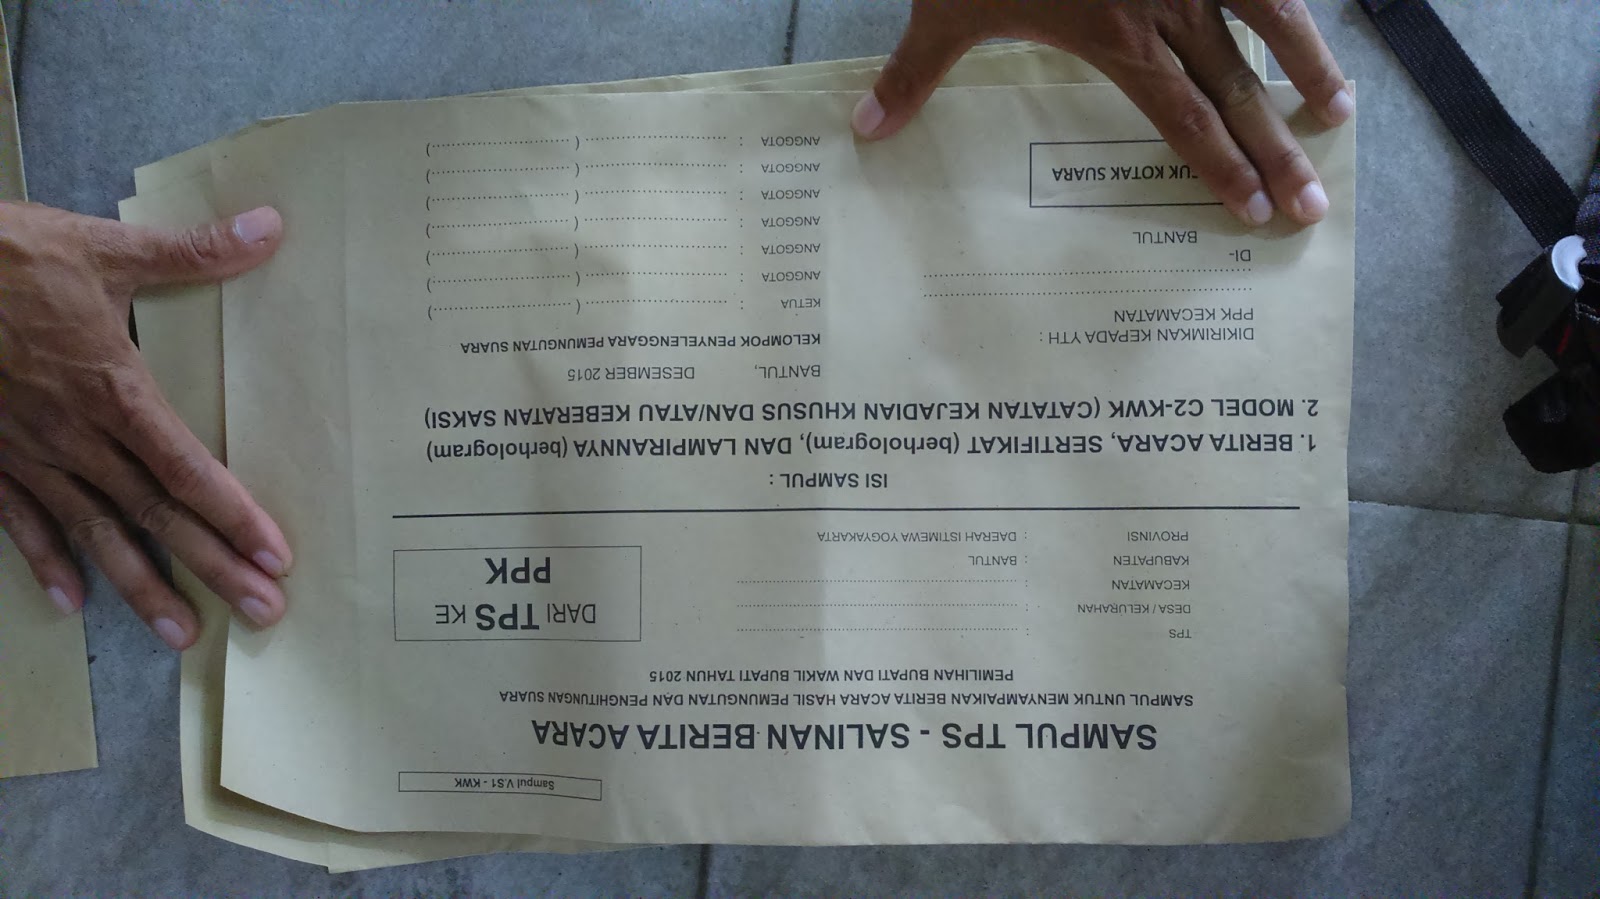 Sampul V.S1 - KWK
SAMPUL TPS - SALINAN BERITA ACARA
SAMPUL UNTUK MENYAMPAIKAN BERITA ACARA HASIL PEMUNGUTAN DAN PENGHITUNGAN SUARA
PEMILIHAN BUPATI DAN WAKIL BUPATI TAHUN 2015
TPS :
DESA / KELURAHAN :
KECAMATAN :
KABUPATEN : BANTUL
PROVINSI : DAERAH ISTIMEWA YOGYAKARTA
DARI TPS KE
PPK
ISI SAMPUL :
1. BERITA ACARA, SERTIFIKAT (berhologram), DAN LAMPIRANNYA (berhologram)
2. MODEL C2-KWK (CATATAN KEJADIAN KHUSUS DAN/ATAU KEBERATAN SAKSI)
DIKIRIMKAN KEPADA YTH :
PPK KECAMATAN
DI-
BANTUL
KOTAK SUARA
BANTUL, DESEMBER 2015
KELOMPOK PENYELENGGARA PEMUNGUTAN SUARA
KETUA : (
)
ANGGOTA : ( )
ANGGOTA : ( )
ANGGOTA : ( )
ANGGOTA : ( )
ANGGOTA : ( )
ANGGOTA : ( )